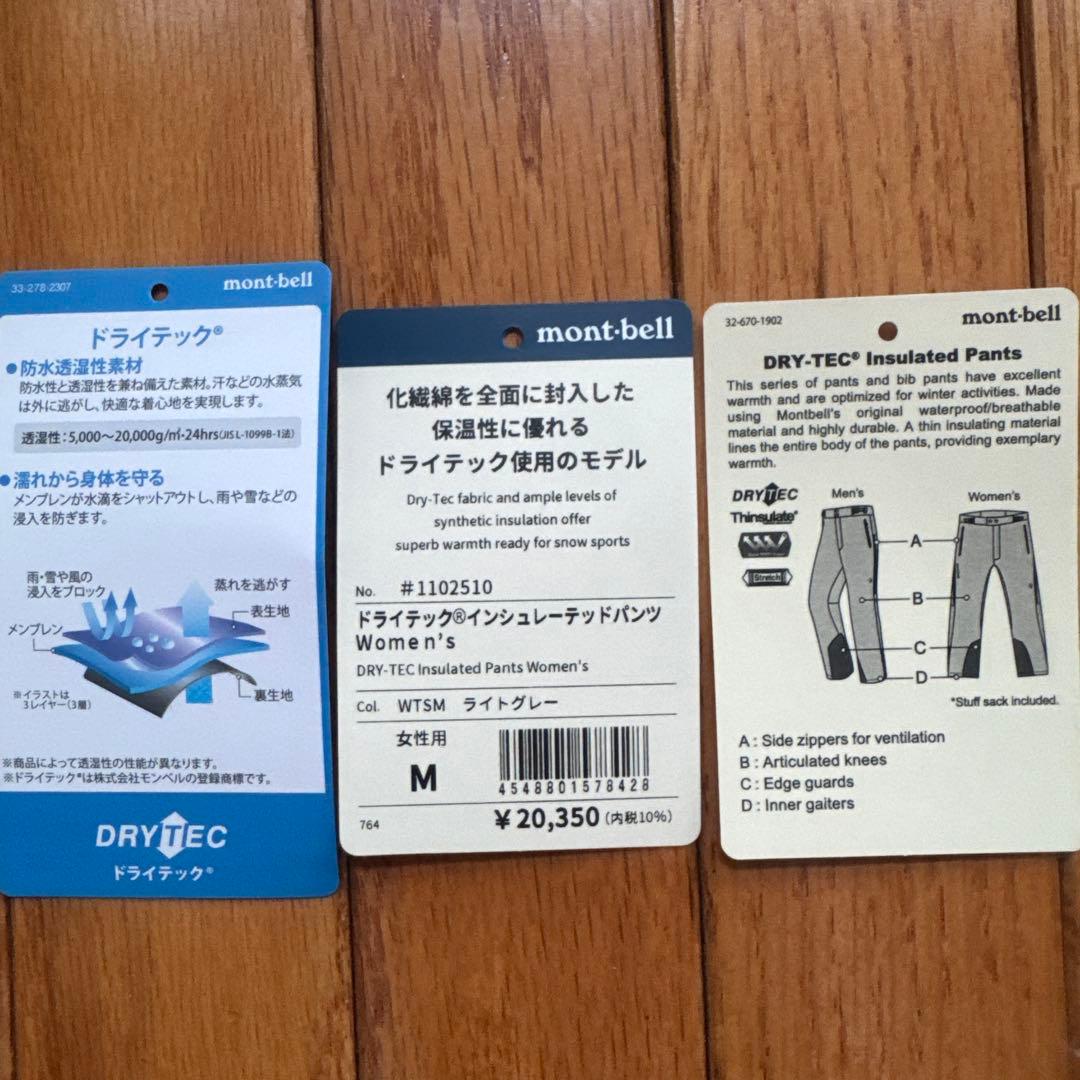 33-278-2307
mont-bell
ドライテック®
●防水透湿性素材
防水性と透湿性を兼ね備えた素材。汗などの水蒸気
は外に逃がし、快適な着心地を実現します。
透湿性:5,000〜20,000g/㎡・24hrs(JIS L-1099B-1法)
●濡れから身体を守る
メンブレンが水滴をシャットアウトし、雨や雪などの
浸入を防ぎます。
雨・雪や風の
浸入をブロック
蒸れを逃がす
表生地
メンブレン
裏生地
※イラストは
3レイヤー(3層)
※商品によって透湿性の性能が異なります。
※ドライテック®は株式会社モンベルの登録商標です。
DRYTEC
ドライテック®
mont-bell
化繊綿を全面に封入した
保温性に優れる
ドライテック使用のモデル
Dry-Tec fabric and ample levels of
synthetic insulation offer
superb warmth ready for snow sports
No. #1102510
ドライテック®インシュレーテッドパンツ
Women's
DRY-TEC Insulated Pants Women's
Col. WTSM ライトグレー
女性用
M
4548801578428
764
¥20,350(内税10%)
32-670-1902
mont-bell
DRY-TEC® Insulated Pants
This series of pants and bib pants have excellent
warmth and are optimized for winter activities. Made
using Montbell's original waterproof/breathable
material and highly durable. A thin insulating material
lines the entire body of the pants, providing exemplary
warmth.
DRYTEC
Thinsulate
Stretch
Men's
Women's
A
B
C
D
*Stuff sack included.
A : Side zippers for ventilation
B : Articulated knees
C : Edge guards
D : Inner gaiters